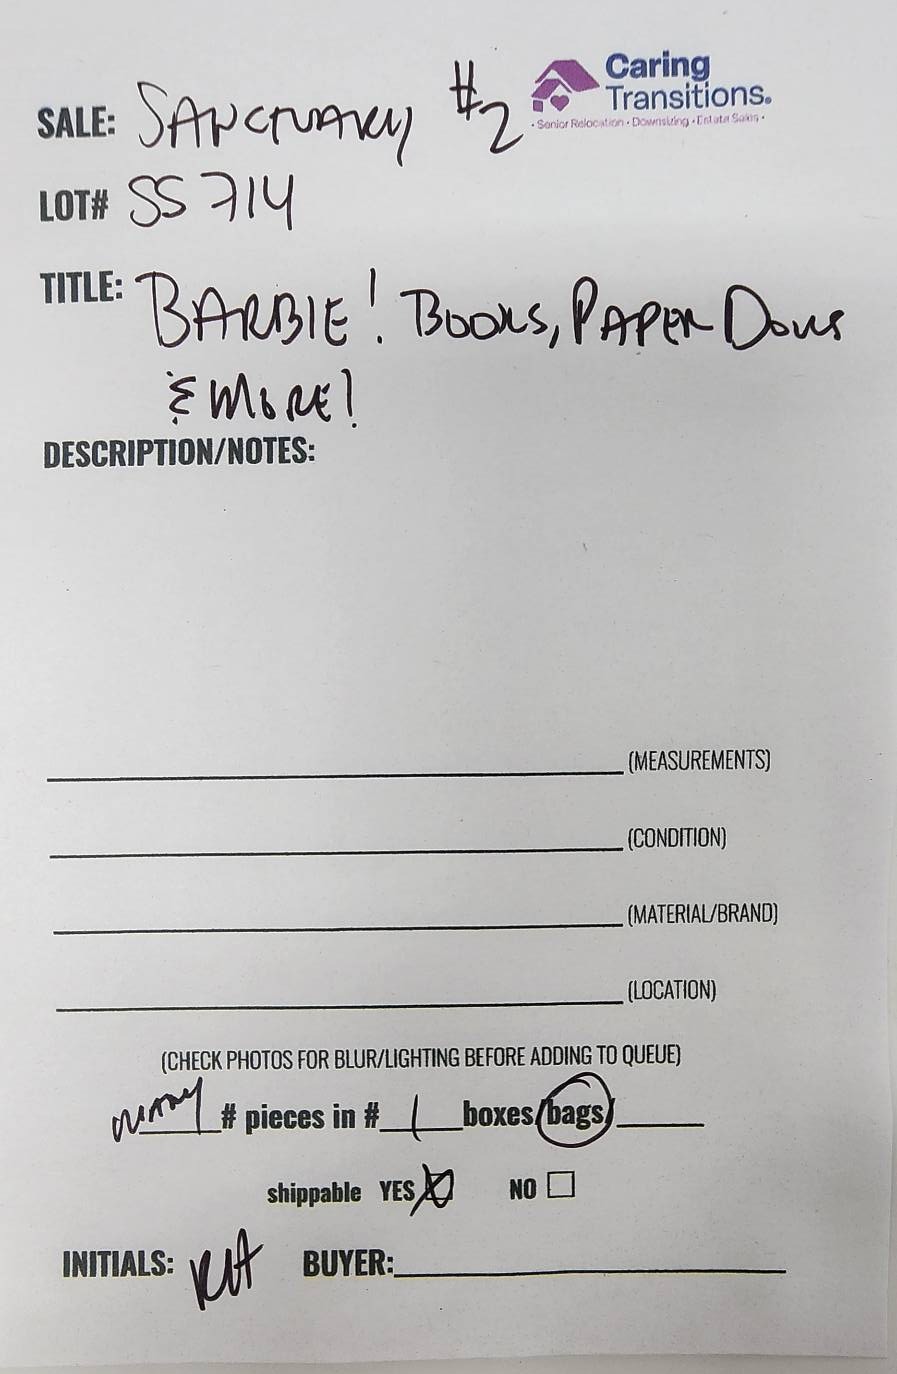 Caring
Transitions.
• Senior Relocation • Downsizing • Estate Sales •
SALE: SANCTUARY #2
LOT# SS714
TITLE: BARBIE! BOOKS, PAPER DOLLS
& MORE!
DESCRIPTION/NOTES:
(MEASUREMENTS)
(CONDITION)
(MATERIAL/BRAND)
(LOCATION)
(CHECK PHOTOS FOR BLUR/LIGHTING BEFORE ADDING TO QUEUE)
many # pieces in # 1 boxes/bags/
shippable YES NO
INITIALS: BUYER: